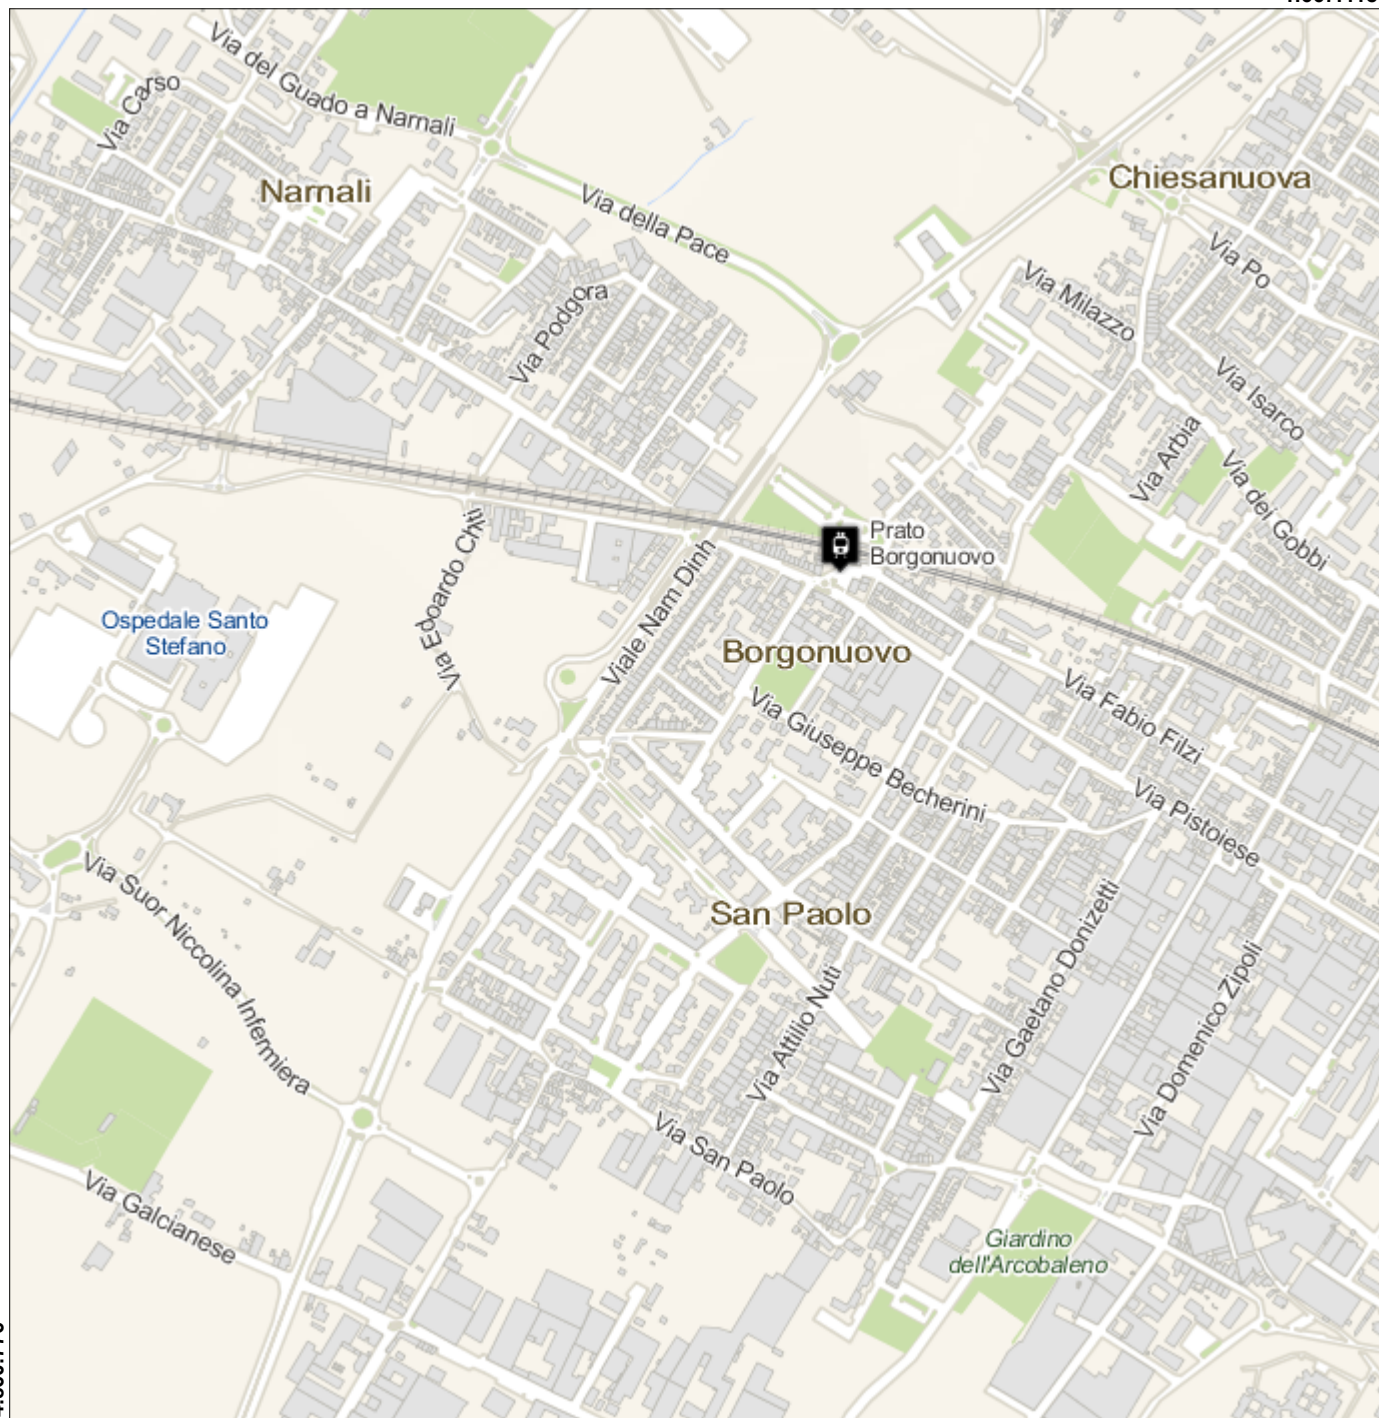 Via del Guado a Narnali
Via Carso
Narnali
Chiesanuova
Via della Pace
Via Po
Via Milazzo
Via Podgora
Via Isarco
Via Arbia
Via dei Gobbi
Prato
Borgonuovo
Via Edoardo Chiti
Viale Nam Dinh
Ospedale Santo
Stefano
Borgonuovo
Via Fabio Filzi
Via Giuseppe Becherini
Via Pistoiese
Via Suor Niccolina Infermiera
San Paolo
Via Gaetano Donizetti
Via Attilio Nuti
Via Domenico Zipoli
Via San Paolo
Via Galcianese
Giardino
dell'Arcobaleno